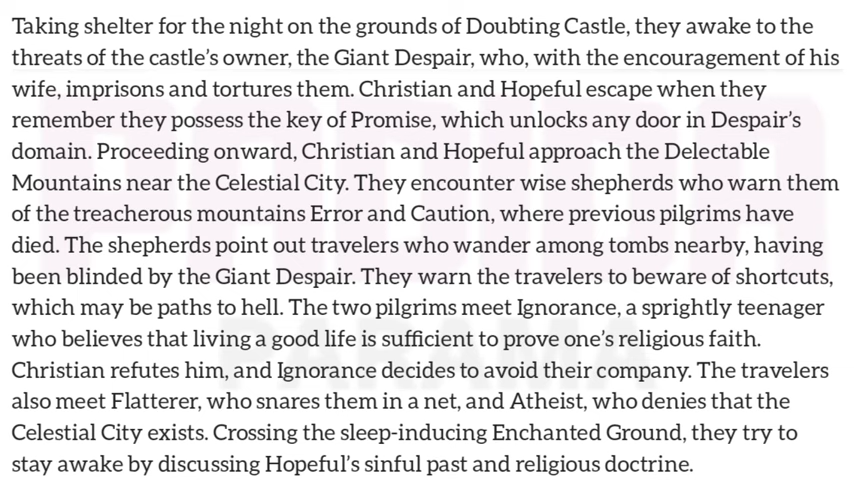 Taking shelter for the night on the grounds of Doubting Castle, they awake to the
threats of the castle's owner, the Giant Despair, who, with the encouragement of his
wife, imprisons and tortures them. Christian and Hopeful escape when they
remember they possess the key of Promise, which unlocks any door in Despair's
domain. Proceeding onward, Christian and Hopeful approach the Delectable
Mountains near the Celestial City. They encounter wise shepherds who warn them
of the treacherous mountains Error and Caution, where previous pilgrims have
died. The shepherds point out travelers who wander among tombs nearby, having
been blinded by the Giant Despair. They warn the travelers to beware of shortcuts,
which may be paths to hell. The two pilgrims meet Ignorance, a sprightly teenager
who believes that living a good life is sufficient to prove one's religious faith.
Christian refutes him, and Ignorance decides to avoid their company. The travelers
also meet Flatterer, who snares them in a net, and Atheist, who denies that the
Celestial City exists. Crossing the sleep-inducing Enchanted Ground, they try to
stay awake by discussing Hopeful's sinful past and religious doctrine.